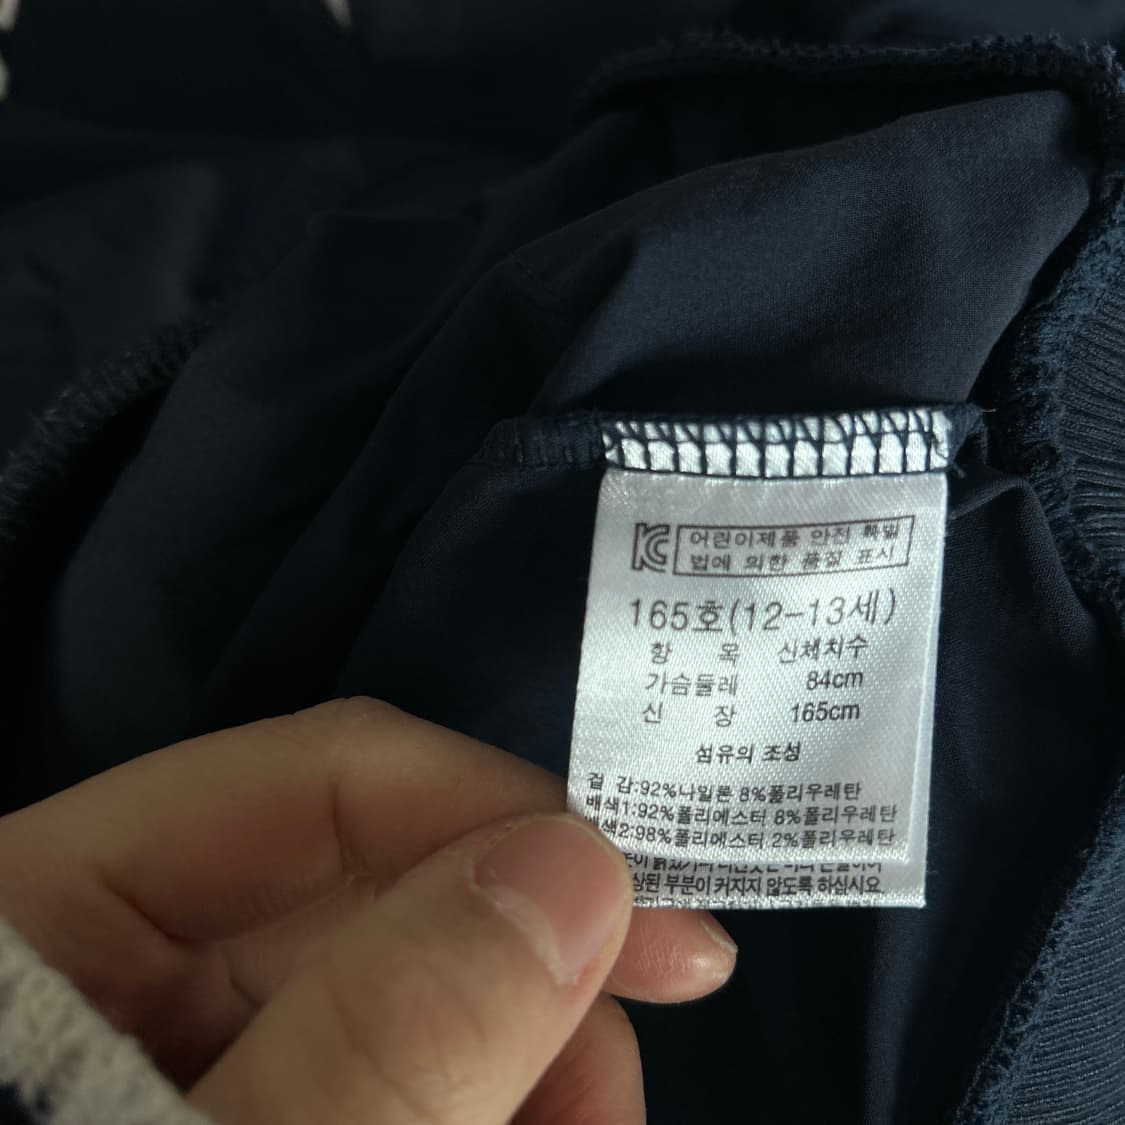 KC 어린이제품 안전 특별
법에 의한 품질 표시
165호(12-13세)
항 목 신체치수
가슴둘레 84cm
신 장 165cm
섬유의 조성
겉 감:92%나일론 8%폴리우레탄
배색1:92%폴리에스터 8%폴리우레탄
배색2:98%폴리에스터 2%폴리우레탄
부분이 커지지 않도록 하십시요.